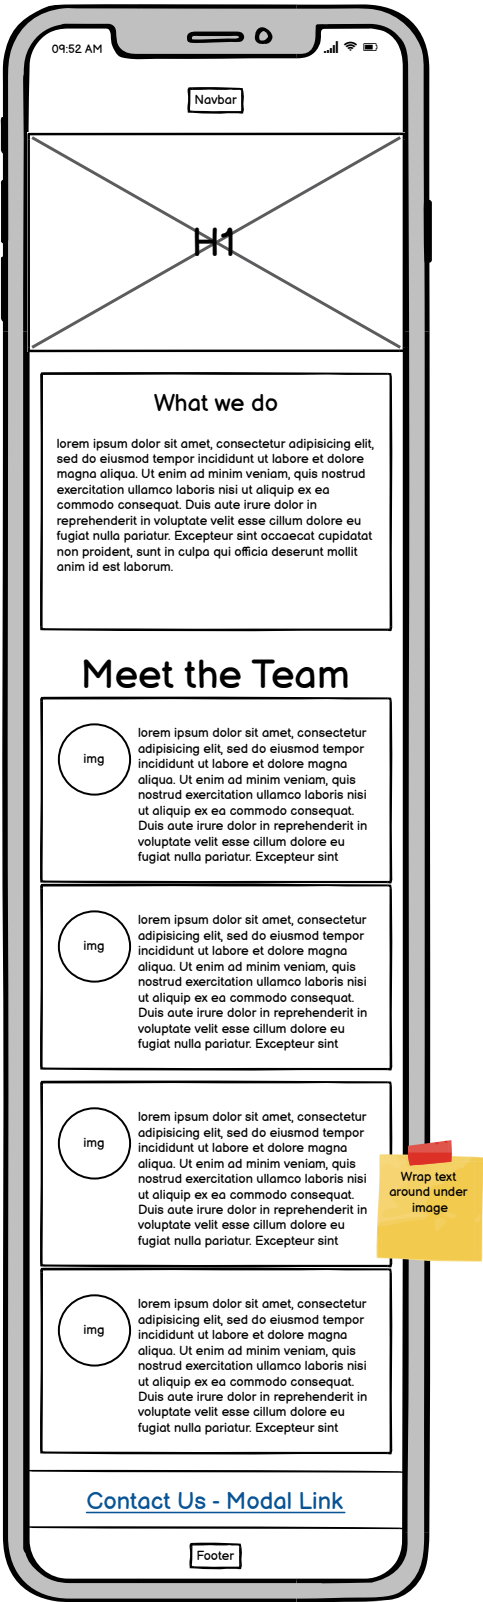 09:52 AM
Navbar
H1
What we do
lorem ipsum dolor sit amet, consectetur adipisicing elit,
sed do eiusmod tempor incididunt ut labore et dolore
magna aliqua. Ut enim ad minim veniam, quis nostrud
exercitation ullamco laboris nisi ut aliquip ex ea
commodo consequat. Duis aute irure dolor in
reprehenderit in voluptate velit esse cillum dolore eu
fugiat nulla pariatur. Excepteur sint occaecat cupidatat
non proident, sunt in culpa qui officia deserunt mollit
anim id est laborum.
Meet the Team
img
lorem ipsum dolor sit amet, consectetur
adipisicing elit, sed do eiusmod tempor
incididunt ut labore et dolore magna
aliqua. Ut enim ad minim veniam, quis
nostrud exercitation ullamco laboris nisi
ut aliquip ex ea commodo consequat.
Duis aute irure dolor in reprehenderit in
voluptate velit esse cillum dolore eu
fugiat nulla pariatur. Excepteur sint
img
lorem ipsum dolor sit amet, consectetur
adipisicing elit, sed do eiusmod tempor
incididunt ut labore et dolore magna
aliqua. Ut enim ad minim veniam, quis
nostrud exercitation ullamco laboris nisi
ut aliquip ex ea commodo consequat.
Duis aute irure dolor in reprehenderit in
voluptate velit esse cillum dolore eu
fugiat nulla pariatur. Excepteur sint
img
lorem ipsum dolor sit amet, consectetur
adipisicing elit, sed do eiusmod tempor
incididunt ut labore et dolore magna
aliqua. Ut enim ad minim veniam, quis
nostrud exercitation ullamco laboris nisi
ut aliquip ex ea commodo consequat.
Duis aute irure dolor in reprehenderit in
voluptate velit esse cillum dolore eu
fugiat nulla pariatur. Excepteur sint
Wrap text
around under
image
img
lorem ipsum dolor sit amet, consectetur
adipisicing elit, sed do eiusmod tempor
incididunt ut labore et dolore magna
aliqua. Ut enim ad minim veniam, quis
nostrud exercitation ullamco laboris nisi
ut aliquip ex ea commodo consequat.
Duis aute irure dolor in reprehenderit in
voluptate velit esse cillum dolore eu
fugiat nulla pariatur. Excepteur sint
Contact Us - Modal Link
Footer